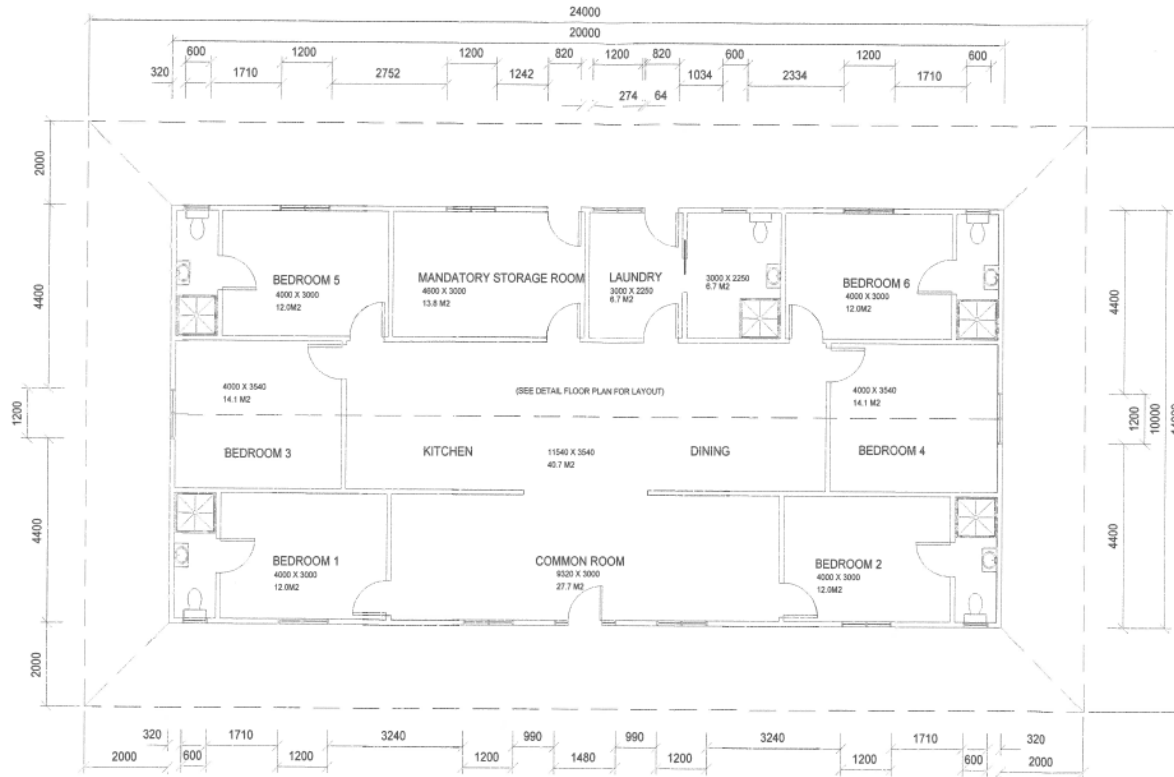 24000
20000
600 1200 1200 820 1200 820 600 1200 600
320 1710 2752 1242 1034 2334 1710
274 64
2000
4400
1200
4400
2000
4400
1200
10000
4400
BEDROOM 5
4000 X 3000
12.0M2
MANDATORY STORAGE ROOM
4600 X 3000
13.8 M2
LAUNDRY
3000 X 2250
6.7 M2
3000 X 2250
6.7 M2
BEDROOM 6
4000 X 3000
12.0M2
4000 X 3540
14.1 M2
BEDROOM 3
(SEE DETAIL FLOOR PLAN FOR LAYOUT)
KITCHEN
11540 X 3540
40.7 M2
DINING
4000 X 3540
14.1 M2
BEDROOM 4
BEDROOM 1
4000 X 3000
12.0M2
COMMON ROOM
9320 X 3000
27.7 M2
BEDROOM 2
4000 X 3000
12.0M2
320 1710 3240 990 990 3240 1710 320
2000 600 1200 1200 1480 1200 1200 600 2000